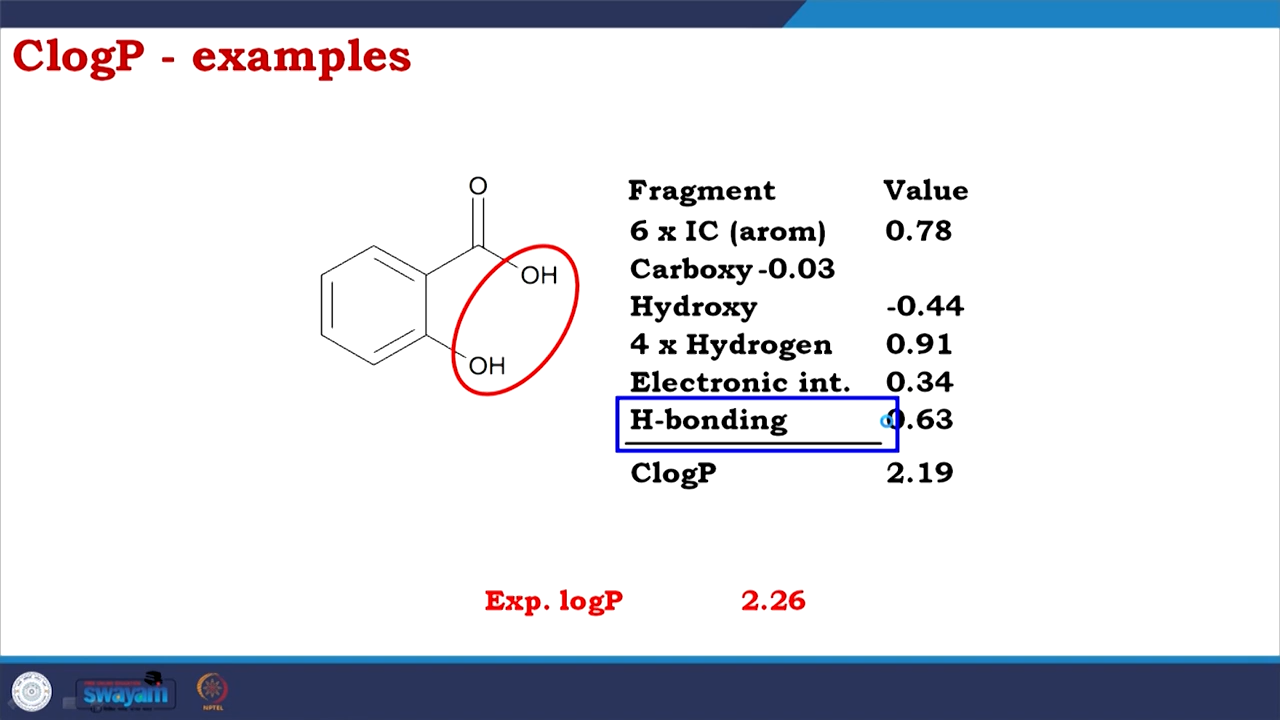 ClogP - examples
O
OH
OH
Fragment Value
6 x IC (arom) 0.78
Carboxy -0.03
Hydroxy -0.44
4 x Hydrogen 0.91
Electronic int. 0.34
H-bonding 0.63
ClogP 2.19
Exp. logP 2.26
swayam
NPTEL